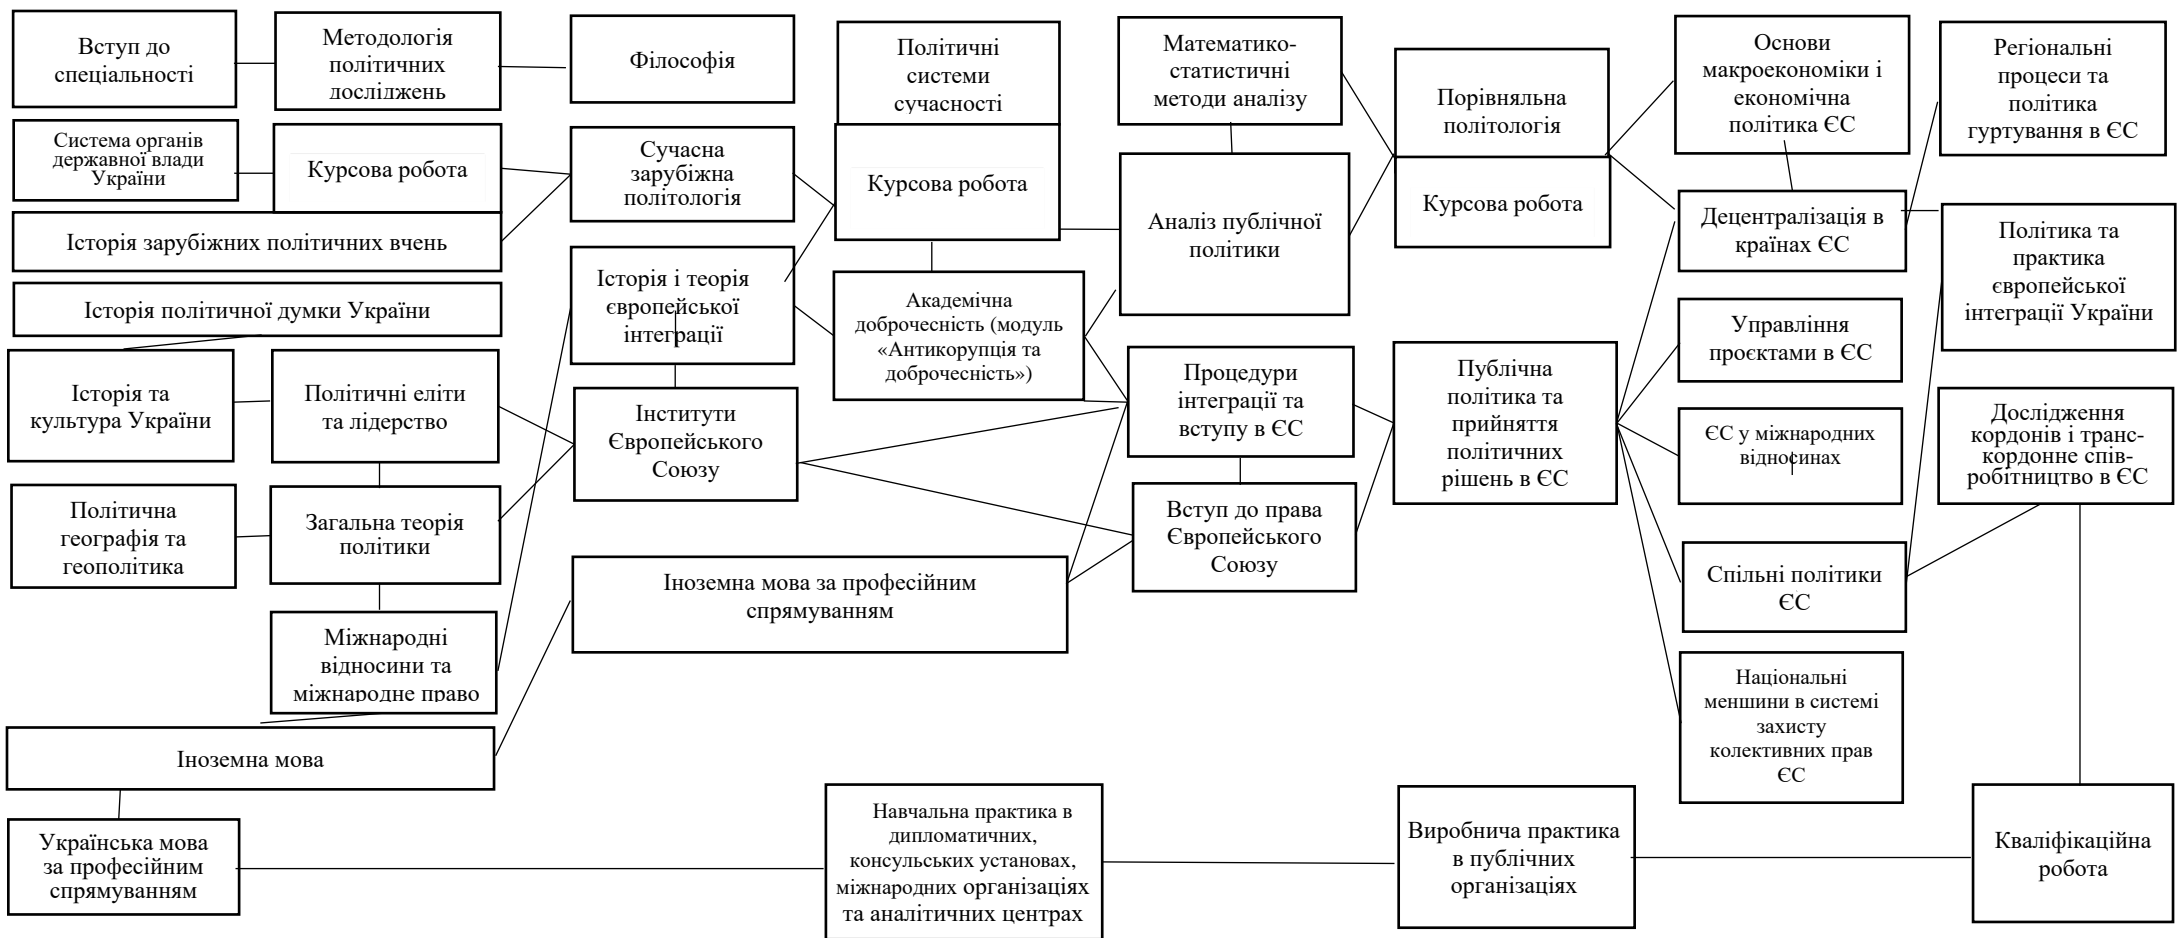 Вступ до
спеціальності
Методологія
політичних
досліджень
Філософія
Політичні
системи
сучасності
Математико-
статистичні
методи аналізу
Порівняльна
політологія
Основи
макроекономіки і
економічна
політика ЄС
Регіональні
процеси та
політика
гуртування в ЄС
Система органів
державної влади
України
Курсова робота
Сучасна
зарубіжна
політологія
Курсова робота
Аналіз публічної
політики
Курсова робота
Децентралізація в
країнах ЄС
Політика та
практика
європейської
інтеграції України
Історія зарубіжних політичних вчень
Історія і теорія
європейської
інтеграції
Академічна
доброчесність (модуль
«Антикорупція та
доброчесність»)
Історія політичної думки України
Управління
проєктами в ЄС
Історія та
культура України
Політичні еліти
та лідерство
Інститути
Європейського
Союзу
Процедури
інтеграції та
вступу в ЄС
Публічна
політика та
прийняття
політичних
рішень в ЄС
ЄС у міжнародних
відносинах
Дослідження
кордонів і транс-
кордонне спів-
робітництво в ЄС
Політична
географія та
геополітика
Загальна теорія
політики
Вступ до права
Європейського
Союзу
Спільні політики
ЄС
Іноземна мова за професійним
спрямуванням
Міжнародні
відносини та
міжнародне право
Національні
меншини в системі
захисту
колективних прав
ЄС
Іноземна мова
Українська мова
за професійним
спрямуванням
Навчальна практика в
дипломатичних,
консульських установах,
міжнародних організаціях
та аналітичних центрах
Виробнича практика
в публічних
організаціях
Кваліфікаційна
робота